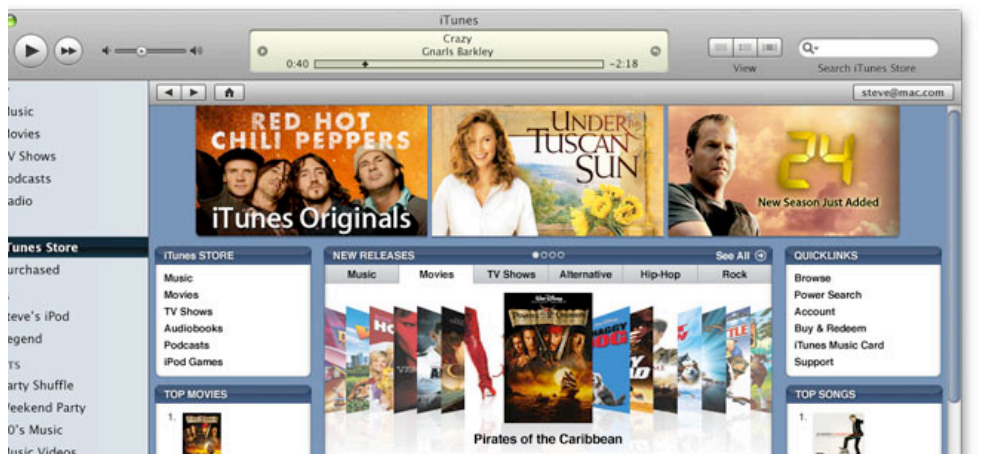 iTunes
Crazy
Gnarls Barkley
0:40
-2:18
View
Search iTunes Store
steve@mac.com
usic
ovies
V Shows
odcasts
adio
Tunes Store
urchased
teve's iPod
egend
TS
arty Shuffle
eekend Party
0's Music
usic Videos
RED HOT
CHILI PEPPERS
iTunes Originals
UNDER THE
TUSCAN
SUN
24
New Season Just Added
iTunes STORE
Music
Movies
TV Shows
Audiobooks
Podcasts
iPod Games
TOP MOVIES
1.
NEW RELEASES
See All
Music
Movies
TV Shows
Alternative
Hip-Hop
Rock
Pirates of the Caribbean
QUICKLINKS
Browse
Power Search
Account
Buy & Redeem
iTunes Music Card
Support
TOP SONGS
1.